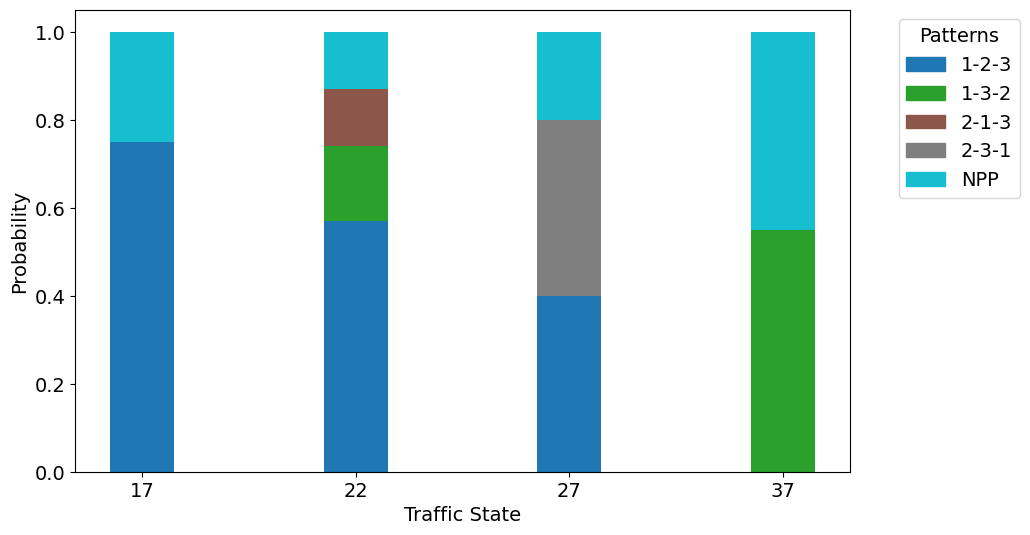 Patterns
1-2-3
1-3-2
2-1-3
2-3-1
NPP
Probability
1.0
0.8
0.6
0.4
0.2
0.0
17 22 27 37
Traffic State